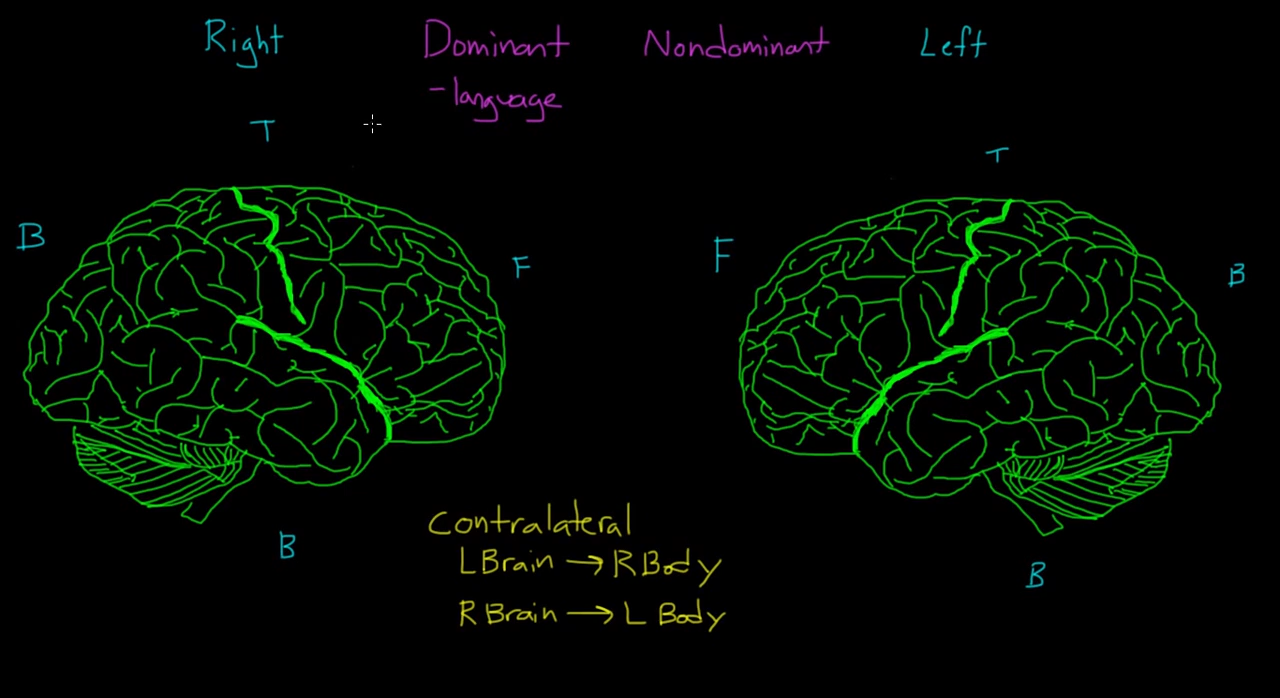 Right Dominant Nondominant Left
-language
T
T
B
F
F
B
Contralateral
L Brain → R Body
B
B
R Brain → L Body